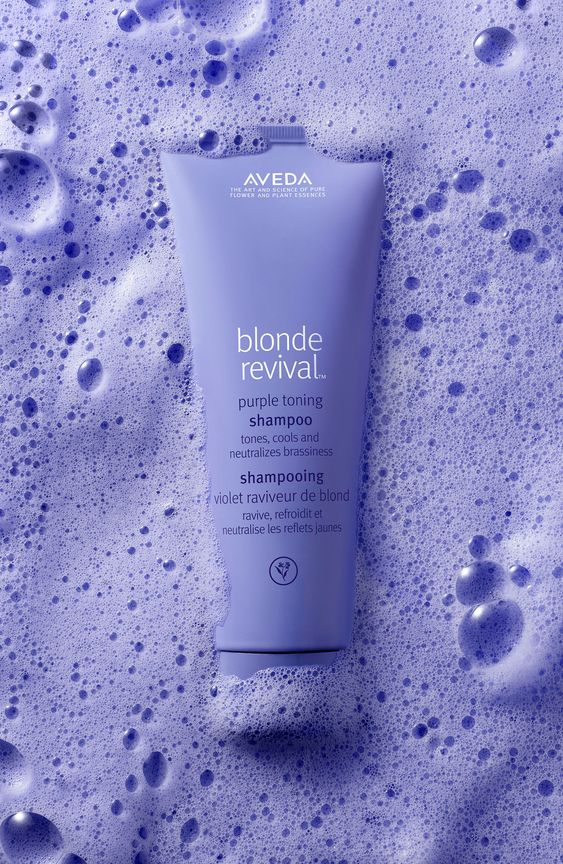 AVEDA
THE ART AND SCIENCE OF PURE
FLOWER AND PLANT ESSENCES
blonde
revival™
purple toning
shampoo
tones, cools and
neutralizes brassiness
shampooing
violet raviveur de blond
ravive, refroidit et
neutralise les reflets jaunes